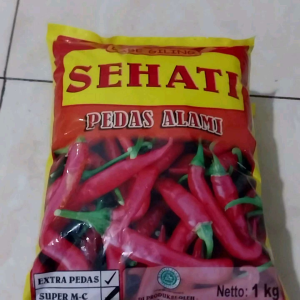 SEHATI
PEDAS ALAMI
EXTRA PEDAS
SUPER M-C
Netto: 1 kg